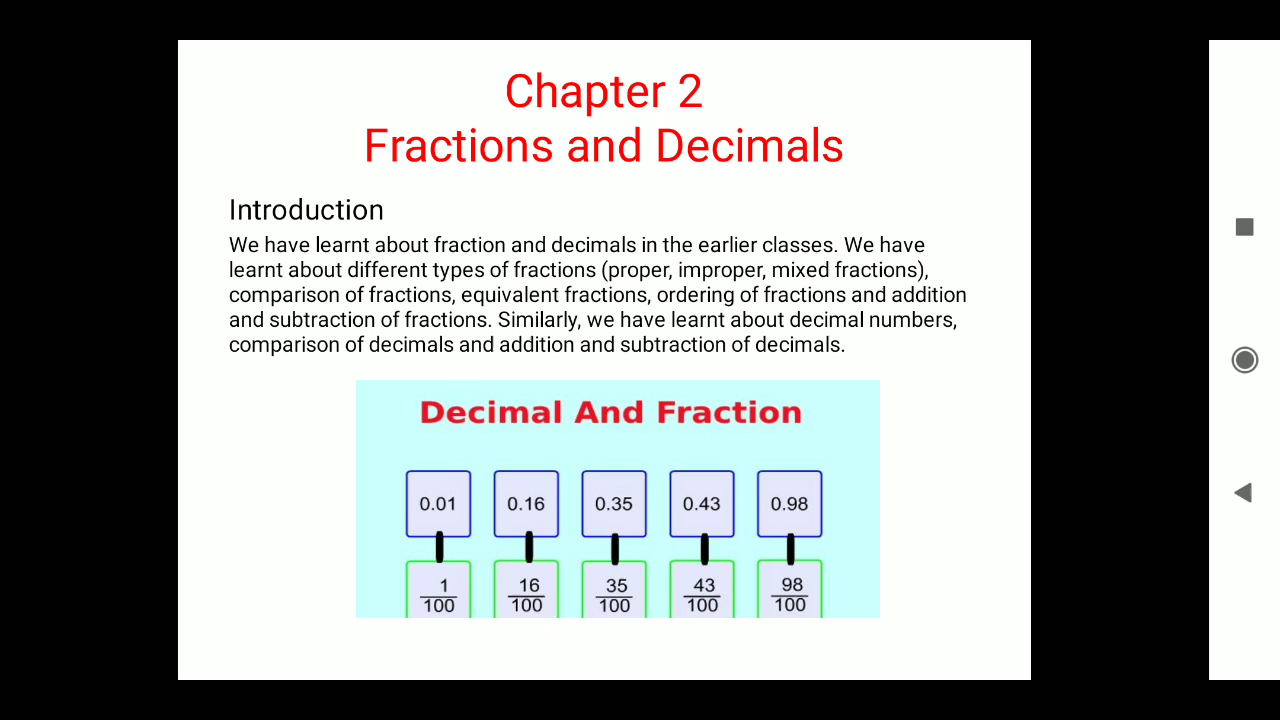 Chapter 2
Fractions and Decimals
Introduction
We have learnt about fraction and decimals in the earlier classes. We have
learnt about different types of fractions (proper, improper, mixed fractions),
comparison of fractions, equivalent fractions, ordering of fractions and addition
and subtraction of fractions. Similarly, we have learnt about decimal numbers,
comparison of decimals and addition and subtraction of decimals.
Decimal And Fraction
0.01 0.16 0.35 0.43 0.98
1 16 35 43 98
100 100 100 100 100